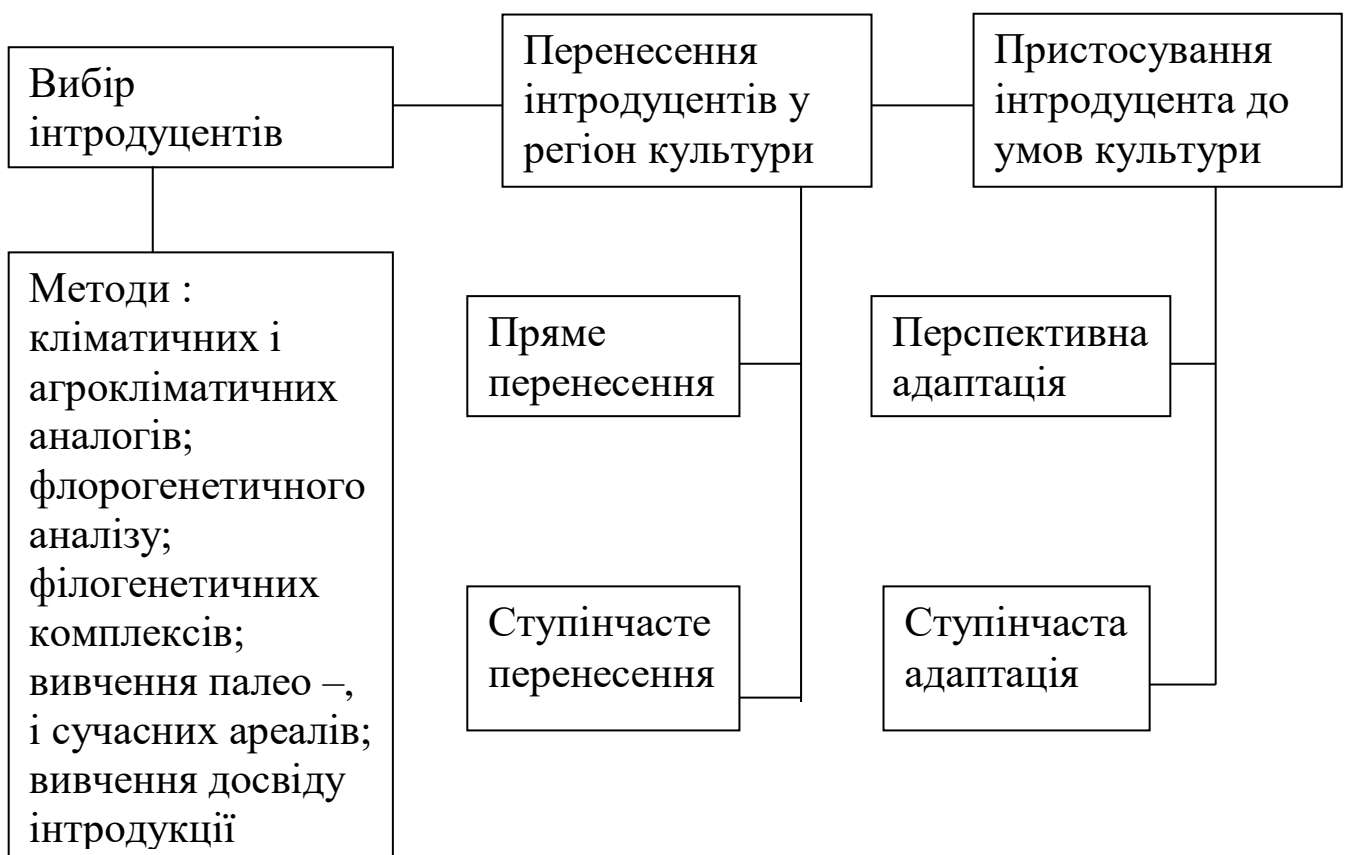 Вибір
інтродуцентів
Перенесення
інтродуцентів у
регіон культури
Пристосування
інтродуцента до
умов культури
Методи :
кліматичних і
агрокліматичних
аналогів;
флорогенетичного
аналізу;
філогенетичних
комплексів;
вивчення палео –,
і сучасних ареалів;
вивчення досвіду
інтродукції
Пряме
перенесення
Ступінчасте
перенесення
Перспективна
адаптація
Ступінчаста
адаптація